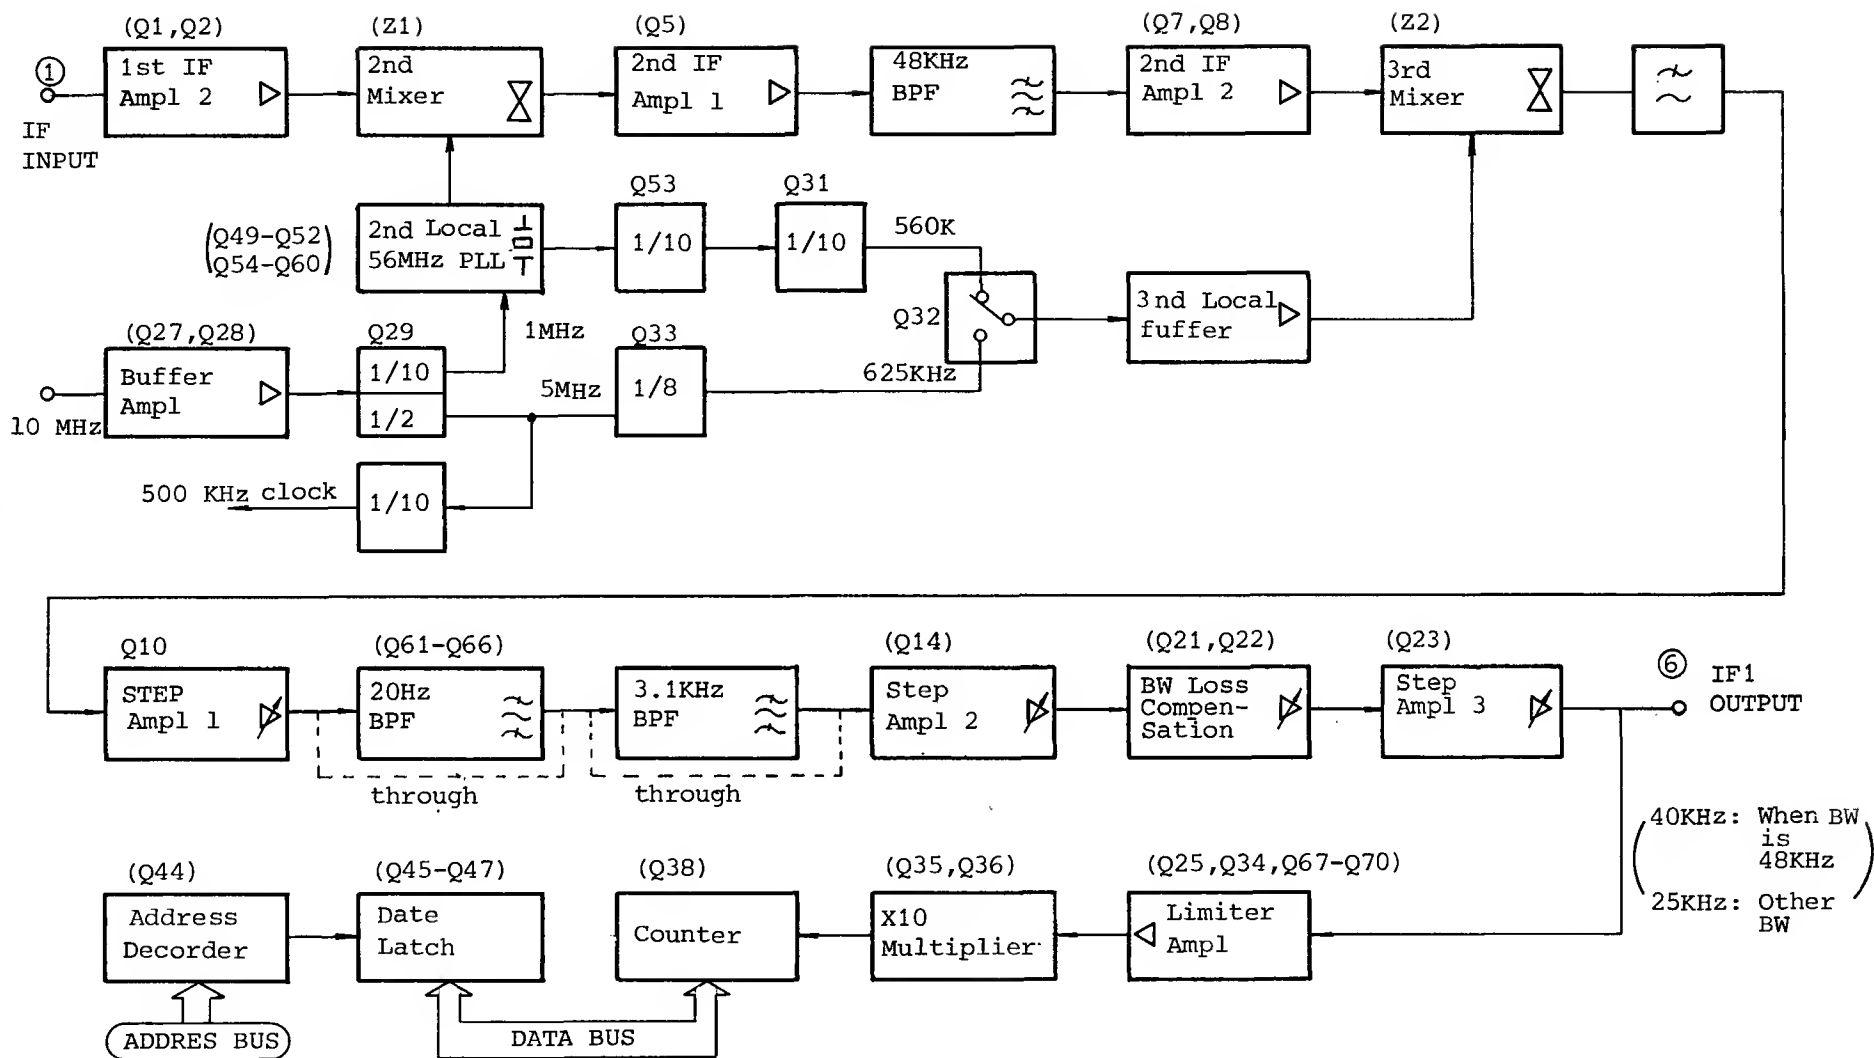 (Q1,Q2)
(Z1)
(Q5)
(Q7,Q8)
(Z2)
①
IF
INPUT
1st IF
Ampl 2
2nd
Mixer
2nd IF
Ampl 1
48KHz
BPF
2nd IF
Ampl 2
3rd
Mixer
Q53
Q31
(Q49-Q52
Q54-Q60)
2nd Local
56MHz PLL
1/10
1/10
560K
Q32
3nd Local
fuffer
(Q27,Q28)
Q29
1MHz
Q33
10 MHz
Buffer
Ampl
1/10
1/2
5MHz
1/8
625KHz
500 KHz clock
1/10
Q10
(Q61-Q66)
(Q14)
(Q21,Q22)
(Q23)
STEP
Ampl 1
20Hz
BPF
3.1KHz
BPF
Step
Ampl 2
BW Loss
Compen-
Sation
Step
Ampl 3
⑥
IF1
OUTPUT
through
through
(40KHz: When BW
is
48KHz
25KHz: Other
BW)
(Q44)
(Q45-Q47)
(Q38)
(Q35,Q36)
(Q25,Q34,Q67-Q70)
Address
Decorder
Date
Latch
Counter
X10
Multiplier
Limiter
Ampl
ADDRES BUS
DATA BUS